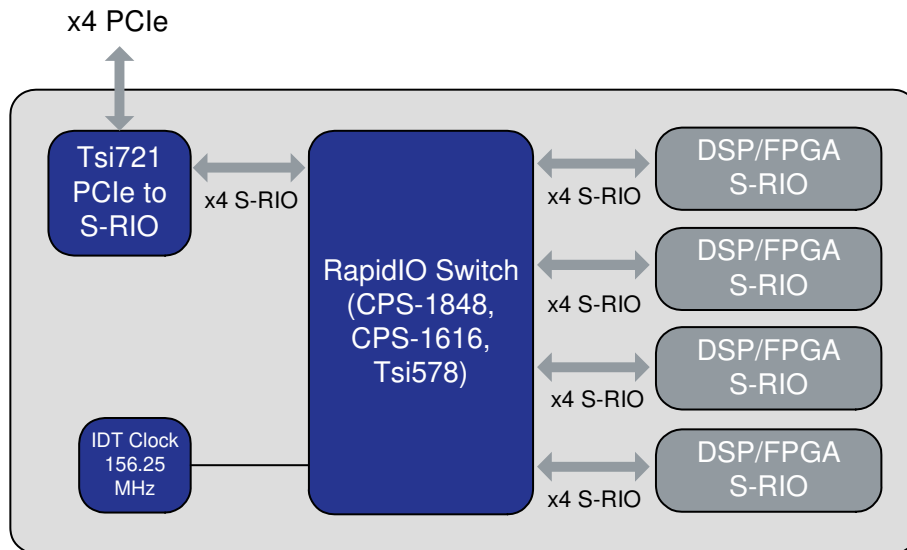 x4 PCIe
Tsi721
PCIe to
S-RIO
x4 S-RIO
RapidIO Switch
(CPS-1848,
CPS-1616,
Tsi578)
IDT Clock
156.25
MHz
x4 S-RIO
DSP/FPGA
S-RIO
x4 S-RIO
DSP/FPGA
S-RIO
x4 S-RIO
DSP/FPGA
S-RIO
x4 S-RIO
DSP/FPGA
S-RIO